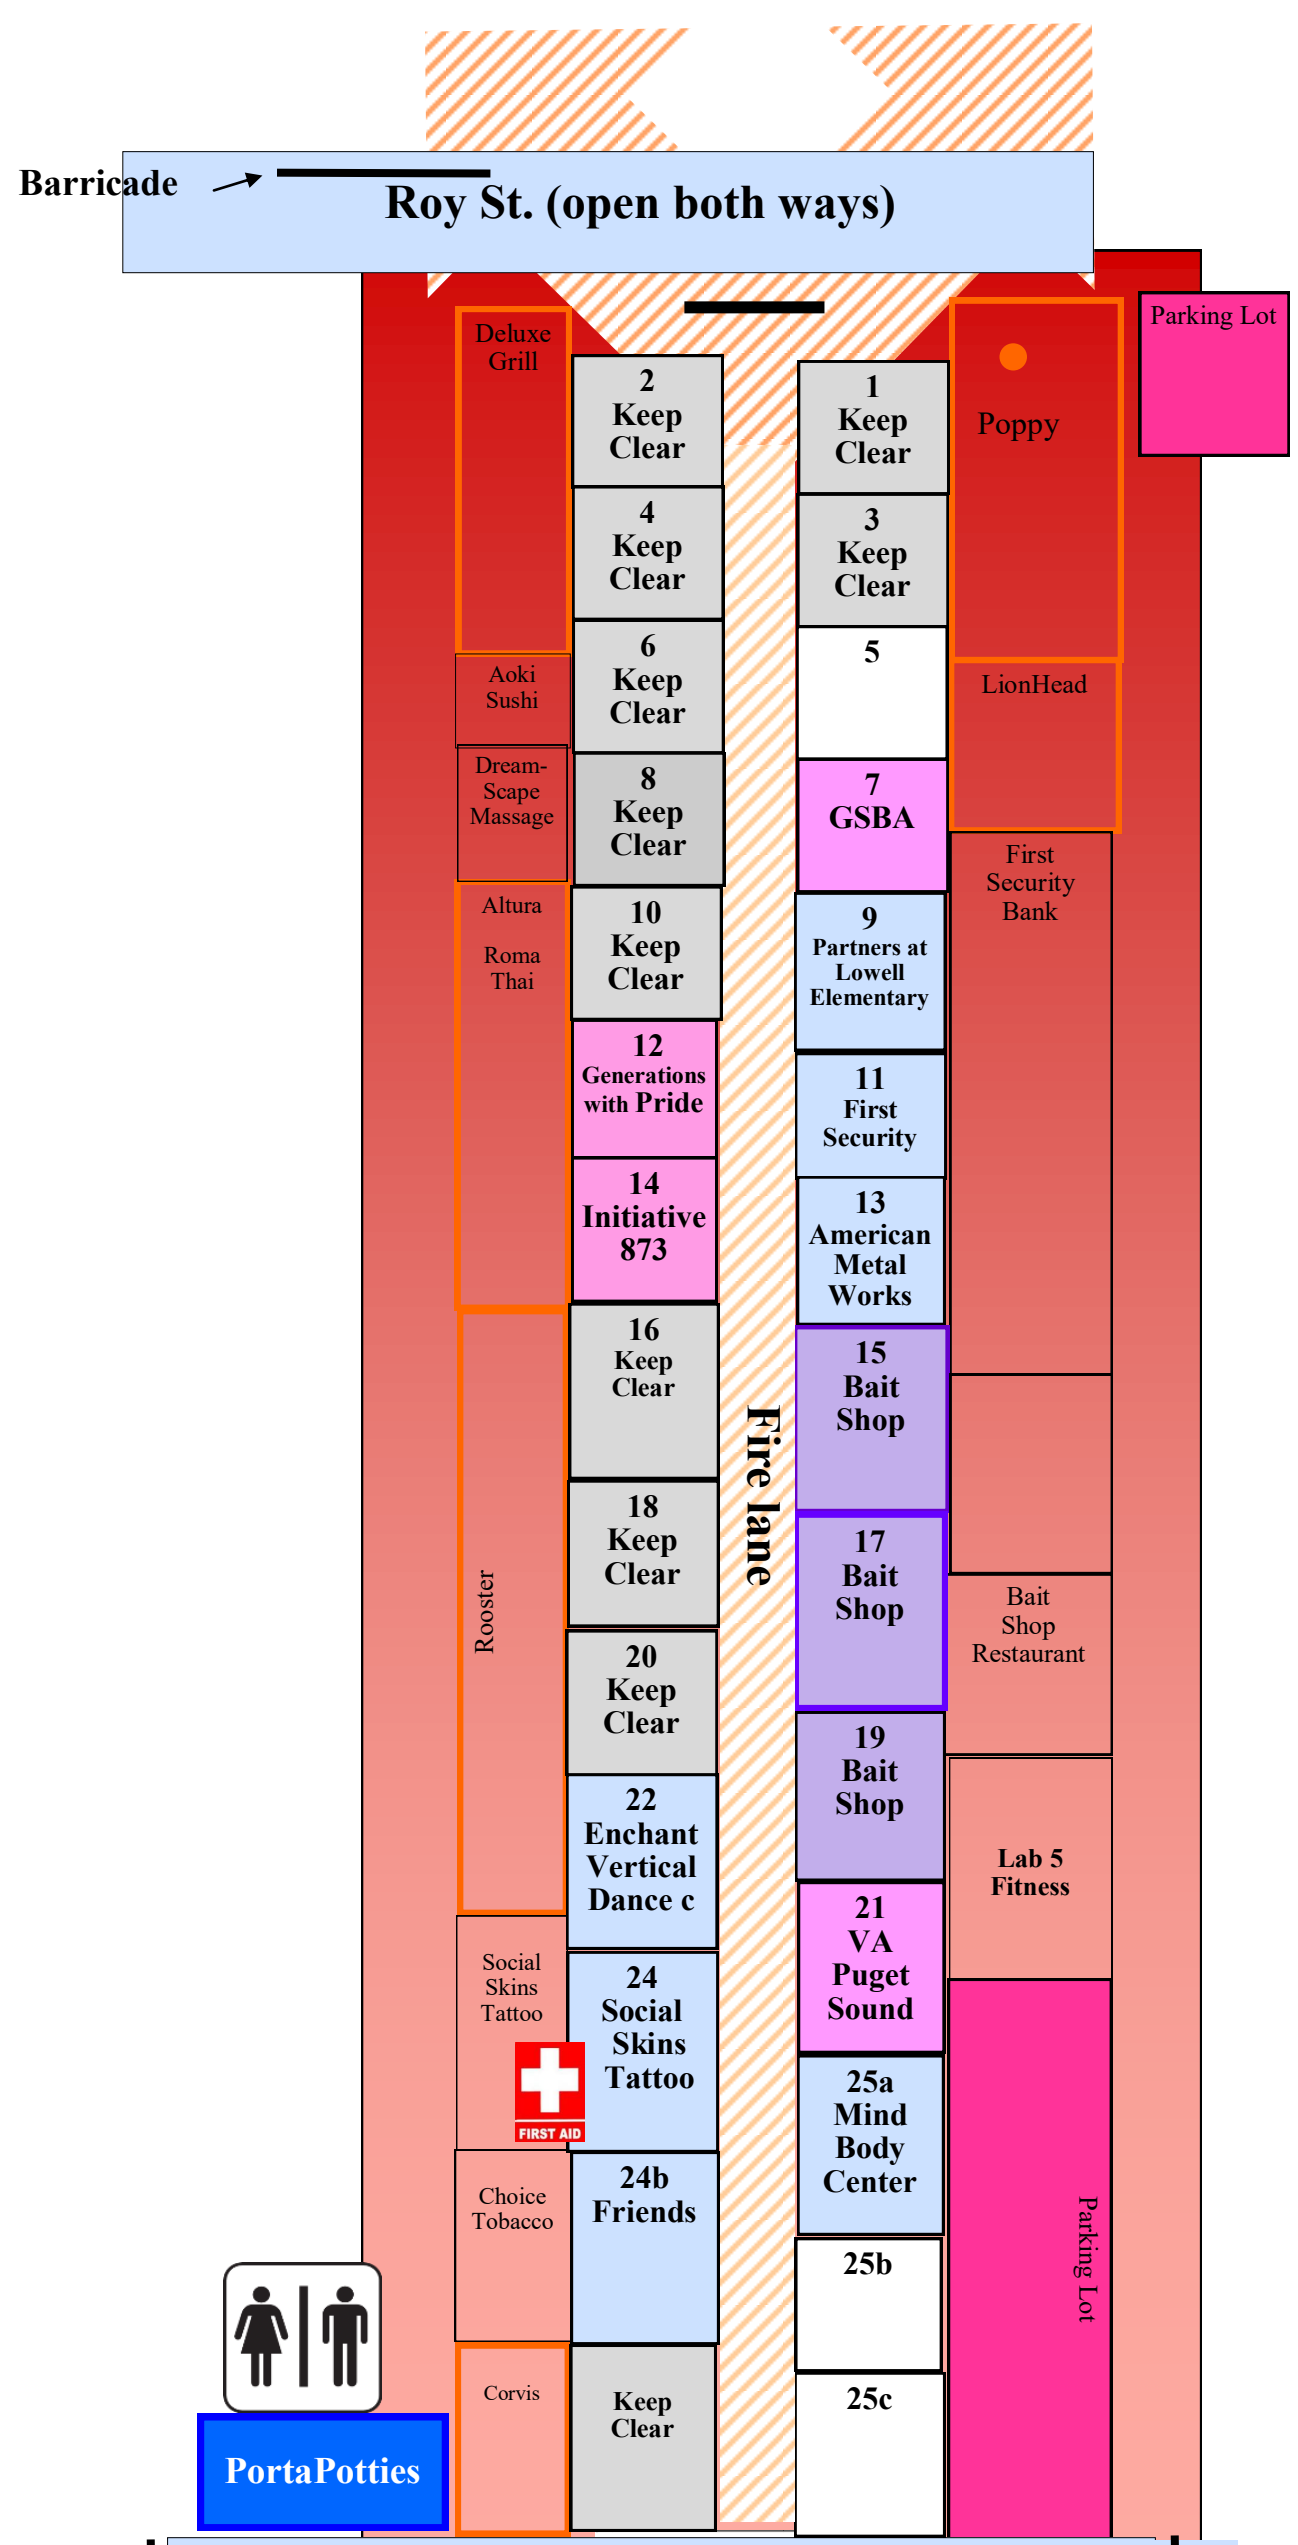 Barricade
Roy St. (open both ways)
Parking Lot
Deluxe
Grill
2
Keep
Clear
1
Keep
Clear
Poppy
4
Keep
Clear
3
Keep
Clear
Aoki
Sushi
6
Keep
Clear
5
LionHead
Dream-
Scape
Massage
8
Keep
Clear
7
GSBA
First
Security
Bank
Altura
Roma
Thai
10
Keep
Clear
9
Partners at
Lowell
Elementary
12
Generations
with Pride
11
First
Security
14
Initiative
873
13
American
Metal
Works
16
Keep
Clear
15
Bait
Shop
Fire lane
18
Keep
Clear
17
Bait
Shop
Rooster
Bait
Shop
Restaurant
20
Keep
Clear
19
Bait
Shop
22
Enchant
Vertical
Dance c
Lab 5
Fitness
21
VA
Puget
Sound
Social
Skins
Tattoo
24
Social
Skins
Tattoo
FIRST AID
25a
Mind
Body
Center
Choice
Tobacco
24b
Friends
Parking Lot
25b
Corvis
Keep
Clear
25c
PortaPotties